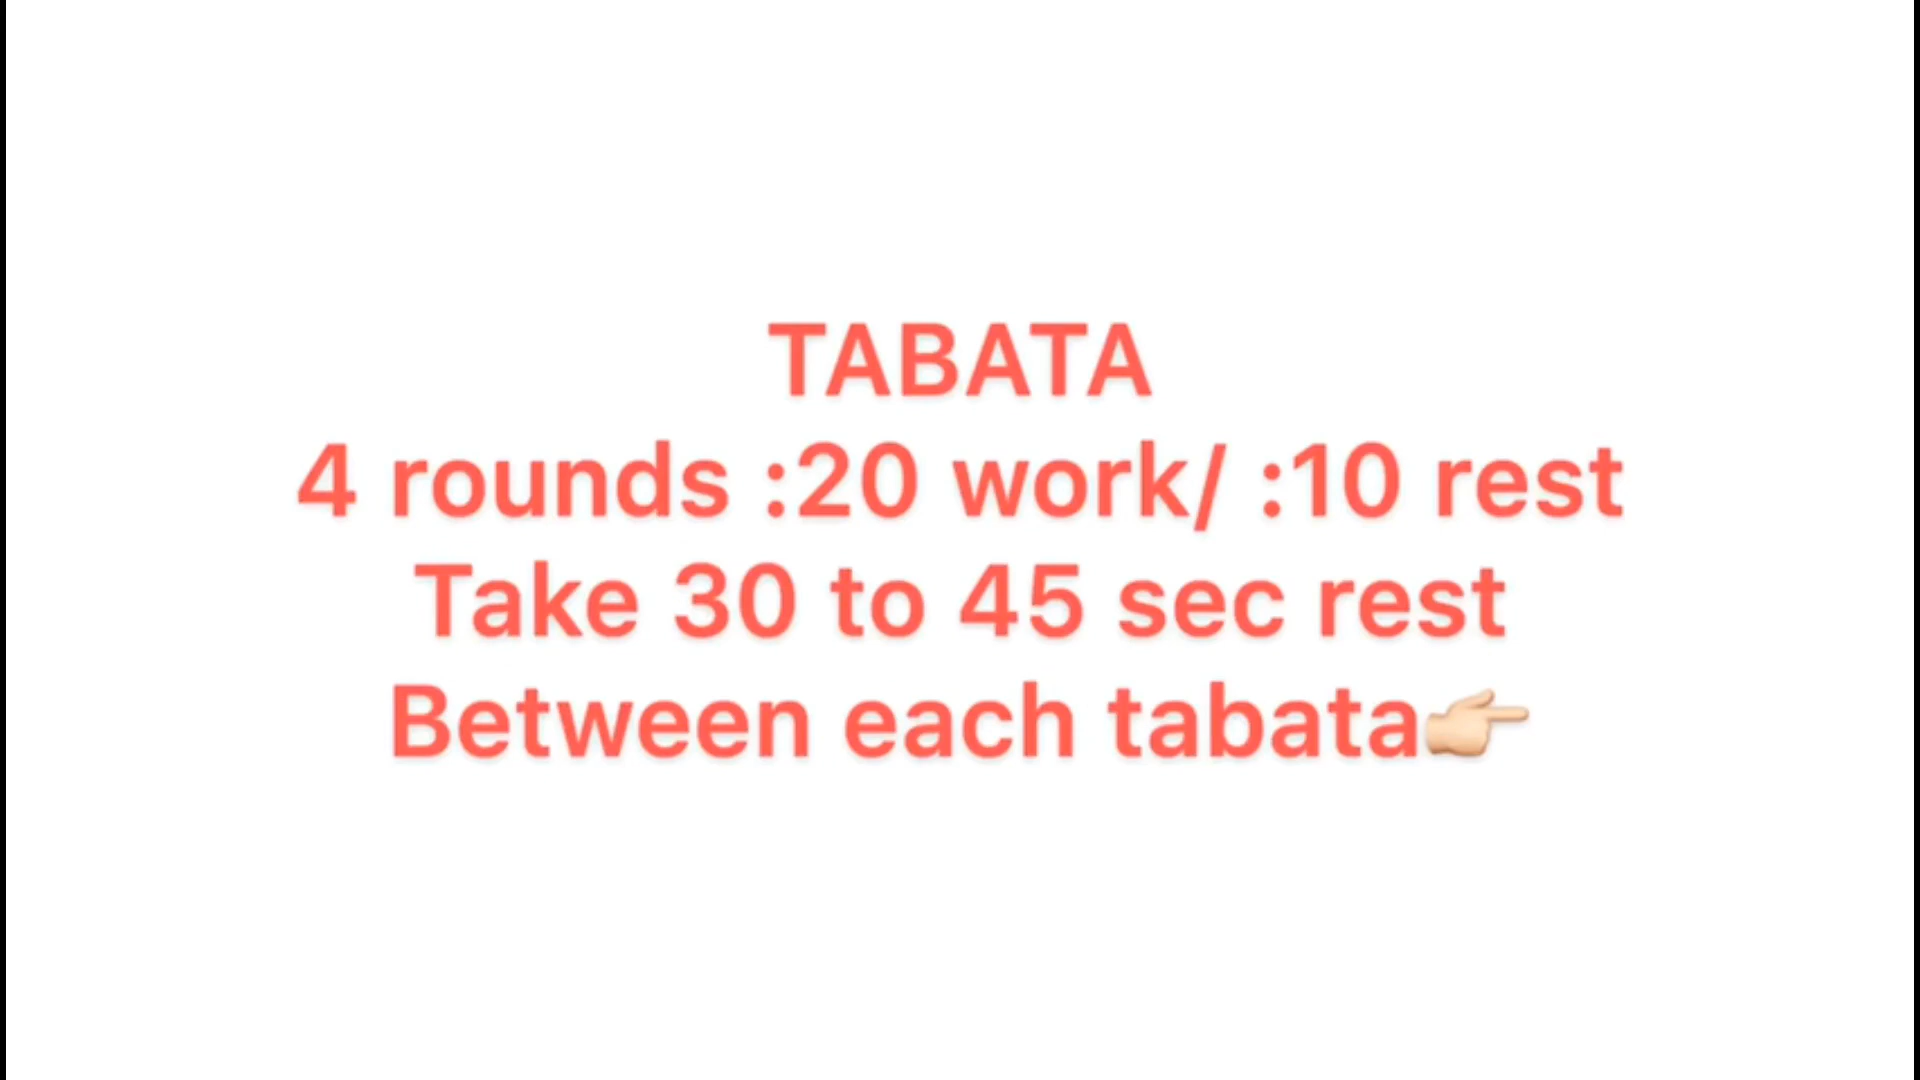 TABATA
4 rounds :20 work/ :10 rest
Take 30 to 45 sec rest
Between each tabata👉🏻